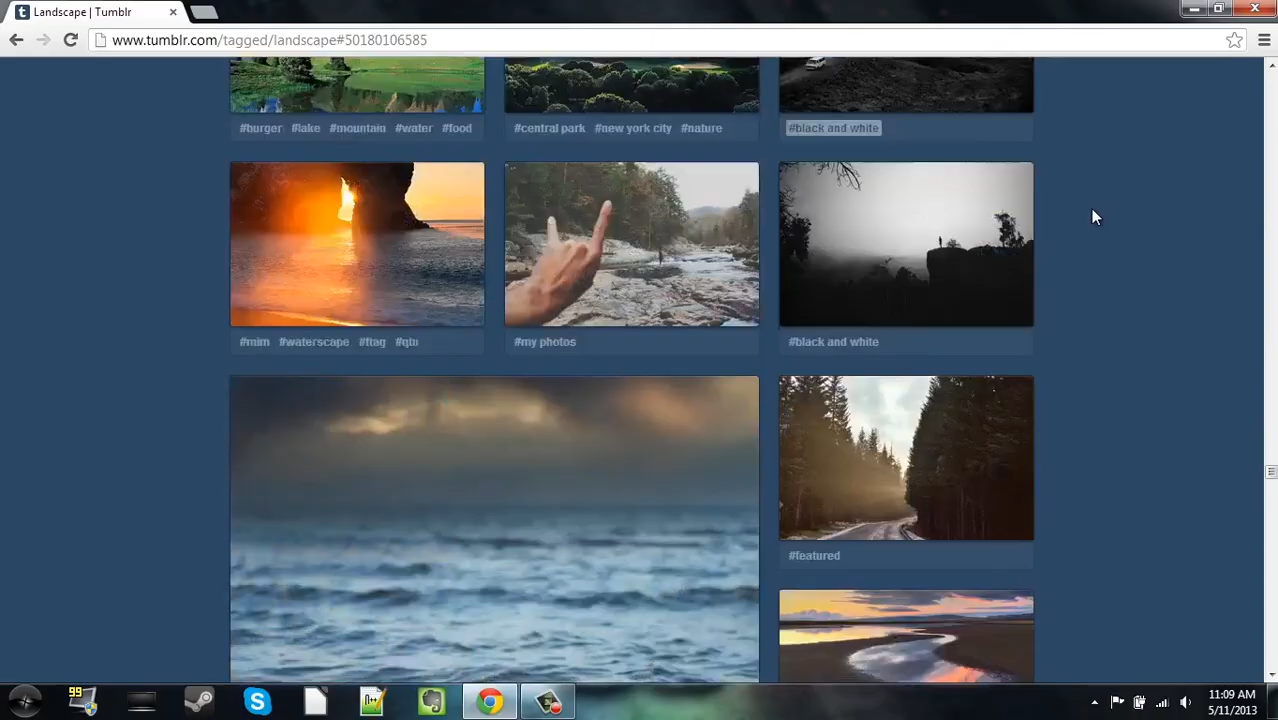 Landscape | Tumblr
www.tumblr.com/tagged/landscape#50180106585
#burger #lake #mountain #water #food
#central park #new york city #nature
#black and white
#mim #waterscape #ftag #qtu
#my photos
#black and white
#featured
99
11:09 AM
5/11/2013